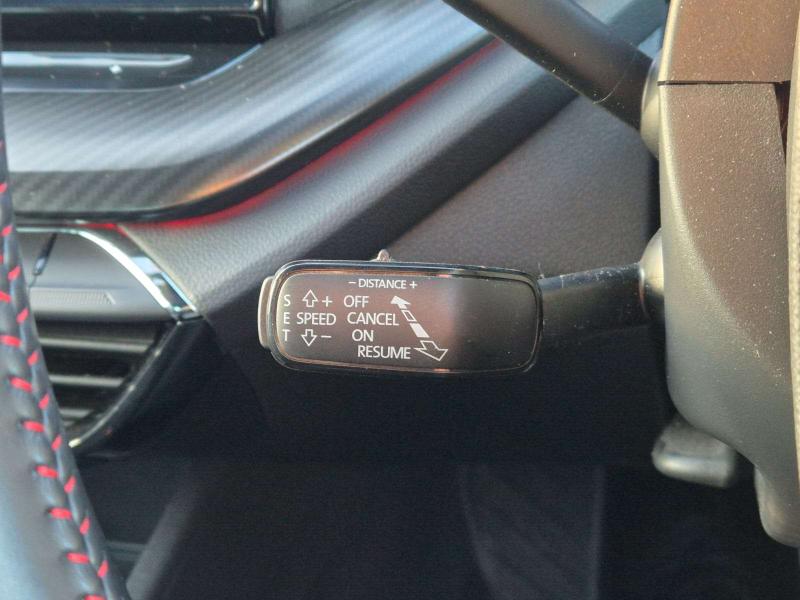 − DISTANCE +
S + OFF
E SPEED CANCEL
T − ON
RESUME